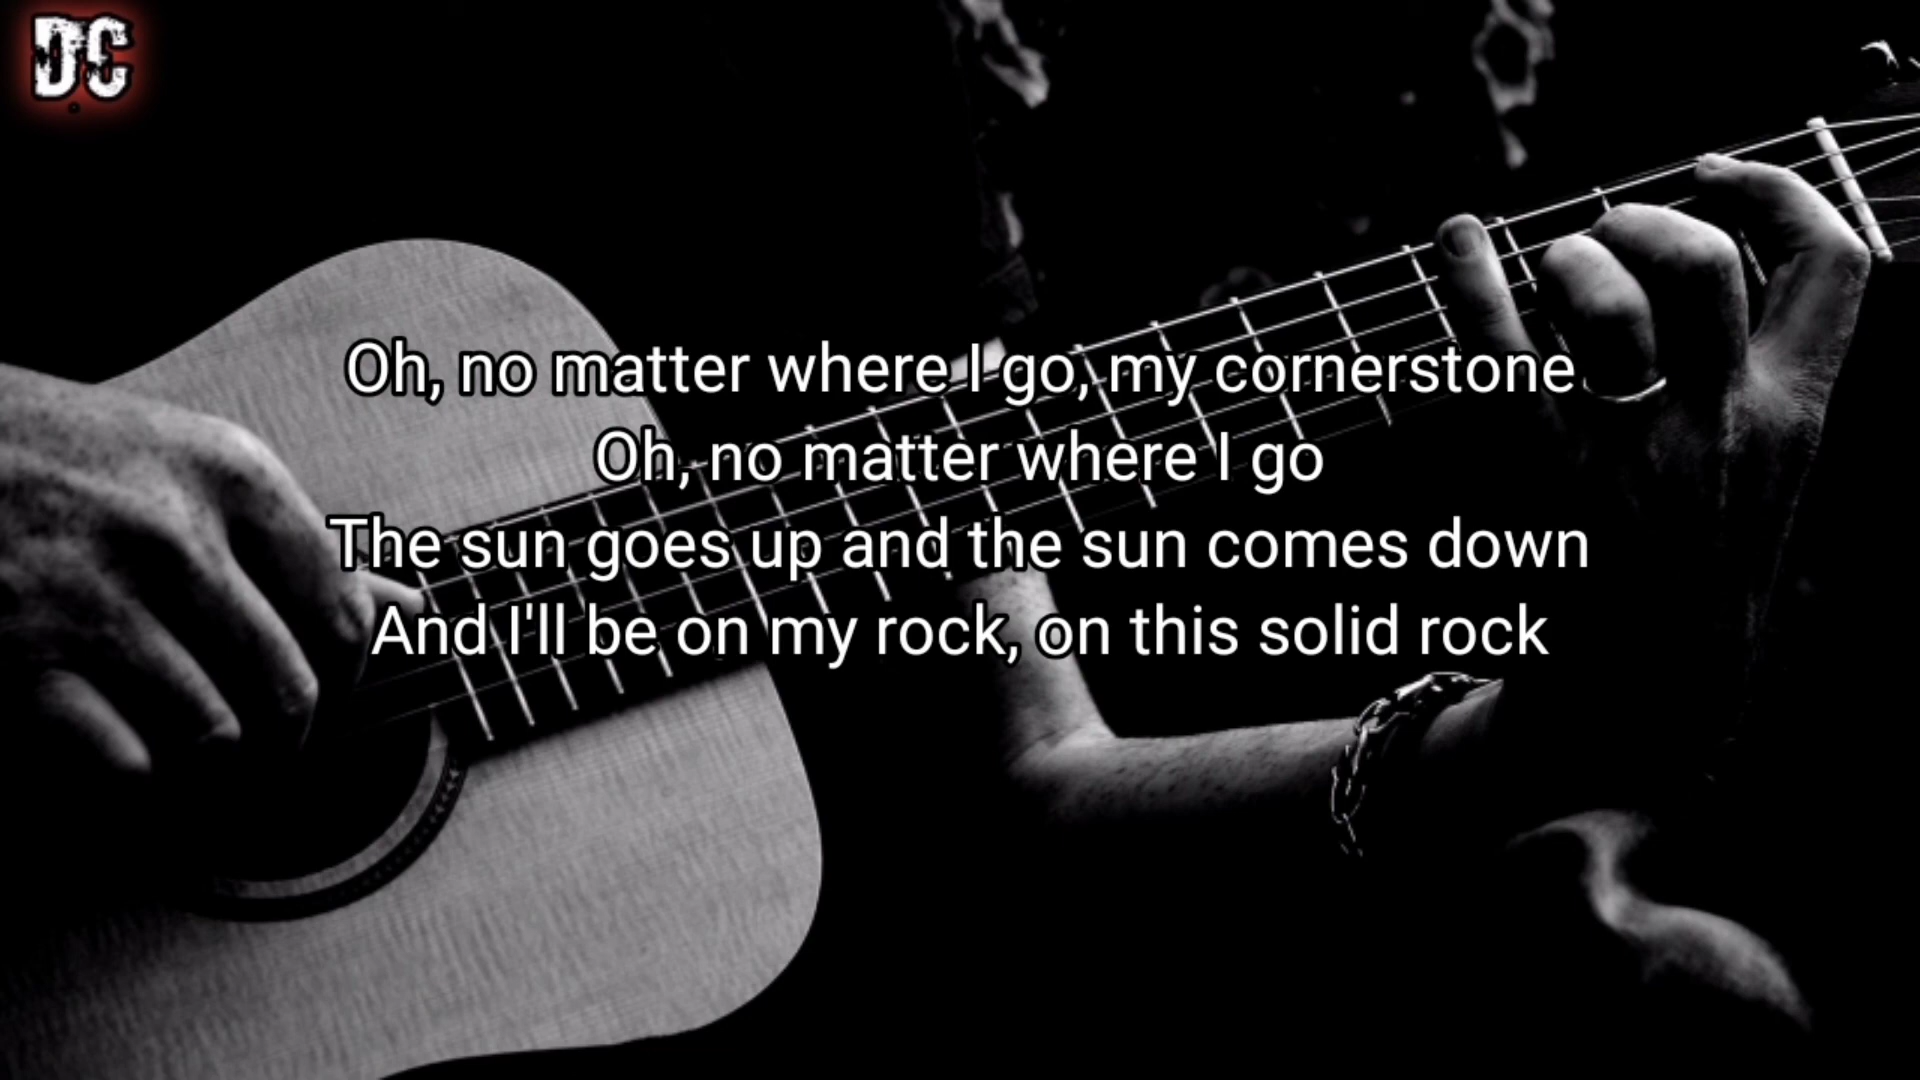 DC
Oh, no matter where I go, my cornerstone
Oh, no matter where I go
The sun goes up and the sun comes down
And I'll be on my rock, on this solid rock